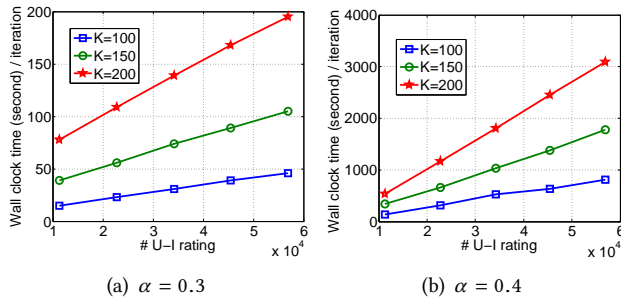 Wall clock time (second) / iteration
200
150
100
50
0
K=100
K=150
K=200
1 2 3 4 5 6
# U−I rating
x 10^4
(a) α = 0.3
Wall clock time (second) / iteration
4000
3000
2000
1000
0
K=100
K=150
K=200
1 2 3 4 5 6
# U−I rating
x 10^4
(b) α = 0.4